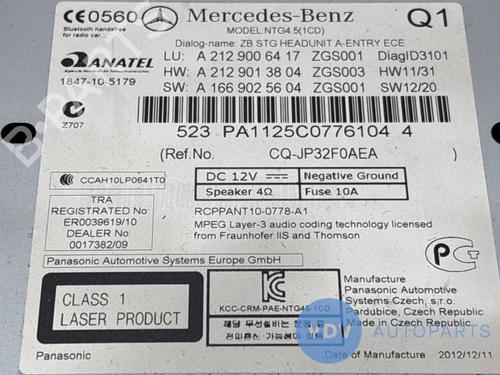 CE0560 Mercedes-Benz Q1
Bluetooth handsfree for radio car
MODEL:NTG4.5(1CD)
Dialog-name: ZB STG HEADUNIT A-ENTRY ECE
LU: A 212 900 64 17 ZGS001 DiagID3101
ANATEL
HW: A 212 901 38 04 ZGS003 HW11/31
1847-10-5179
SW: A 166 902 56 04 ZGS001 SW12/20
Z707
523 PA1125C0776104 4
(Ref.No. CQ-JP32F0AEA )
CCAH10LP0641T0
DC 12V Negative Ground
Speaker 4Ω Fuse 10A
TRA
REGISTRATED No
ER0039619/10
DEALER No
0017382/09
RCPPANT10-0778-A1
MPEG Layer-3 audio coding technology licensed
from Fraunhofer IIS and Thomson
Panasonic Automotive Systems Europe GmbH
CLASS 1
LASER PRODUCT
KCC-CRM-PAE-NTG45-1CD
Manufacture
Panasonic Automotive
Systems Czech, s.r.o.
Pardubice, Czech Republic
Made in Czech Republic
VDV Autoparts
Panasonic
Date of Manufacture 2012/12/11